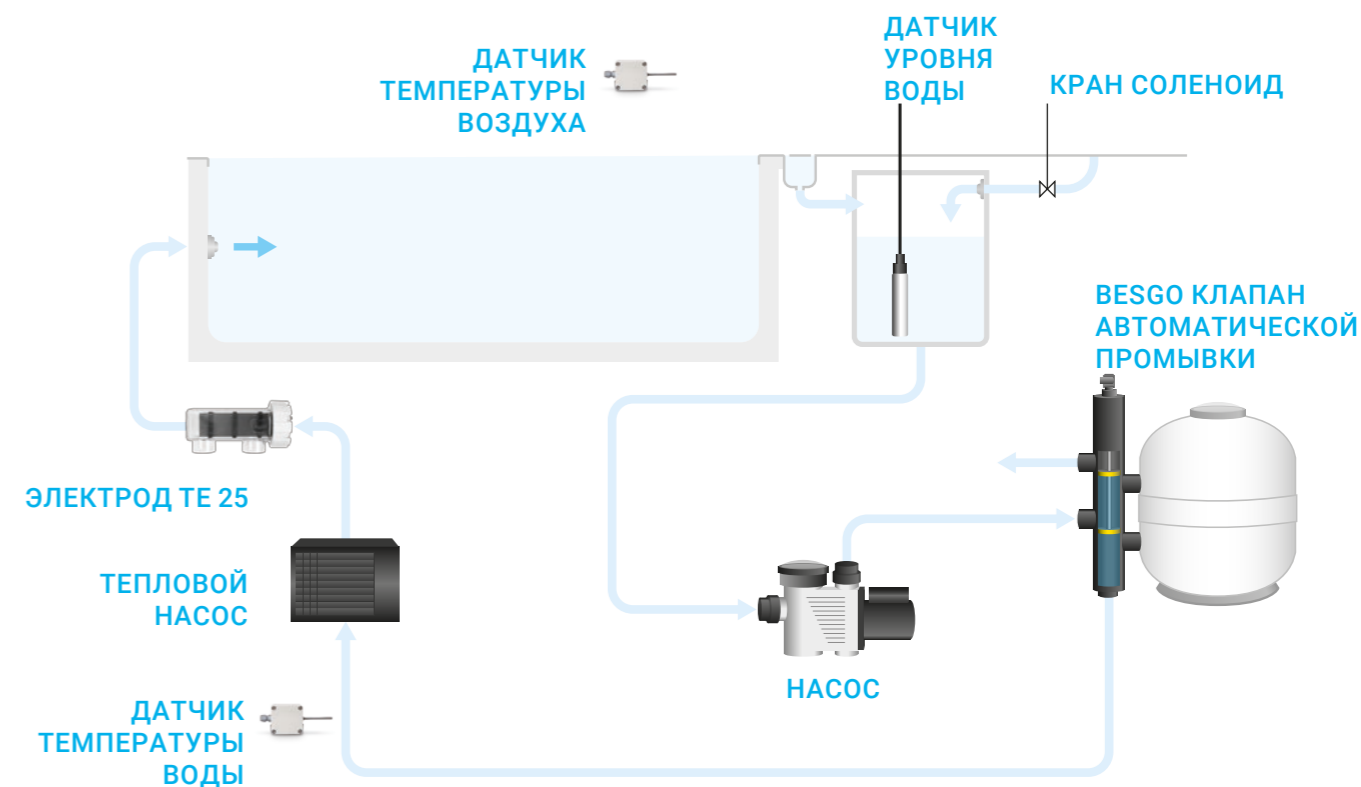 ДАТЧИК
УРОВНЯ
ВОДЫ
ДАТЧИК
ТЕМПЕРАТУРЫ
ВОЗДУХА
КРАН СОЛЕНОИД
BESGO КЛАПАН
АВТОМАТИЧЕСКОЙ
ПРОМЫВКИ
ЭЛЕКТРОД TE 25
ТЕПЛОВОЙ
НАСОС
НАСОС
ДАТЧИК
ТЕМПЕРАТУРЫ
ВОДЫ